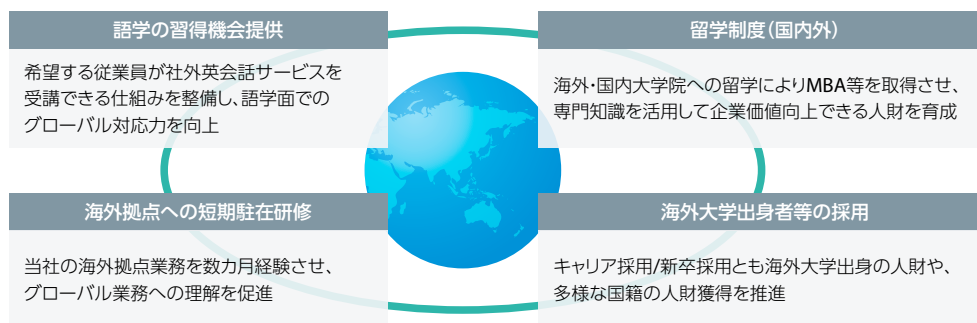 語学の習得機会提供
希望する従業員が社外英会話サービスを
受講できる仕組みを整備し、語学面での
グローバル対応力を向上
留学制度（国内外）
海外・国内大学院への留学によりMBA等を取得させ、
専門知識を活用して企業価値向上できる人財を育成
海外拠点への短期駐在研修
当社の海外拠点業務を数カ月経験させ、
グローバル業務への理解を促進
海外大学出身者等の採用
キャリア採用/新卒採用とも海外大学出身の人財や、
多様な国籍の人財獲得を推進